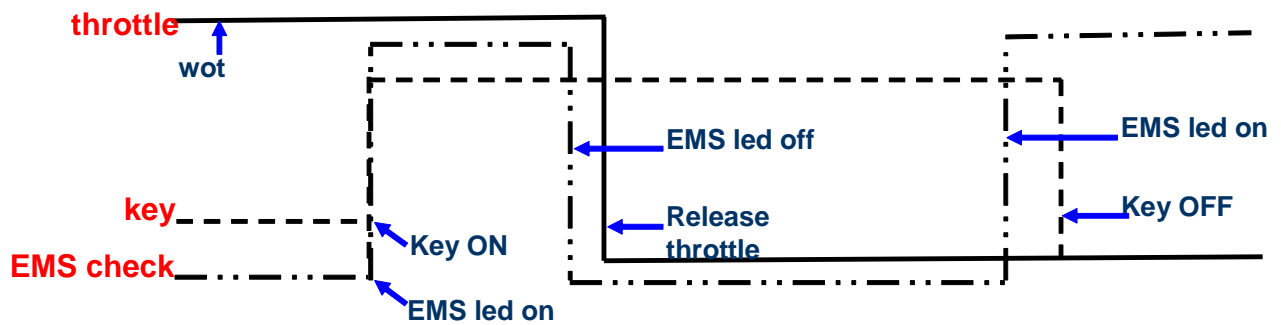 throttle
wot
EMS led off
EMS led on
key
Key ON
Release
throttle
Key OFF
EMS check
EMS led on